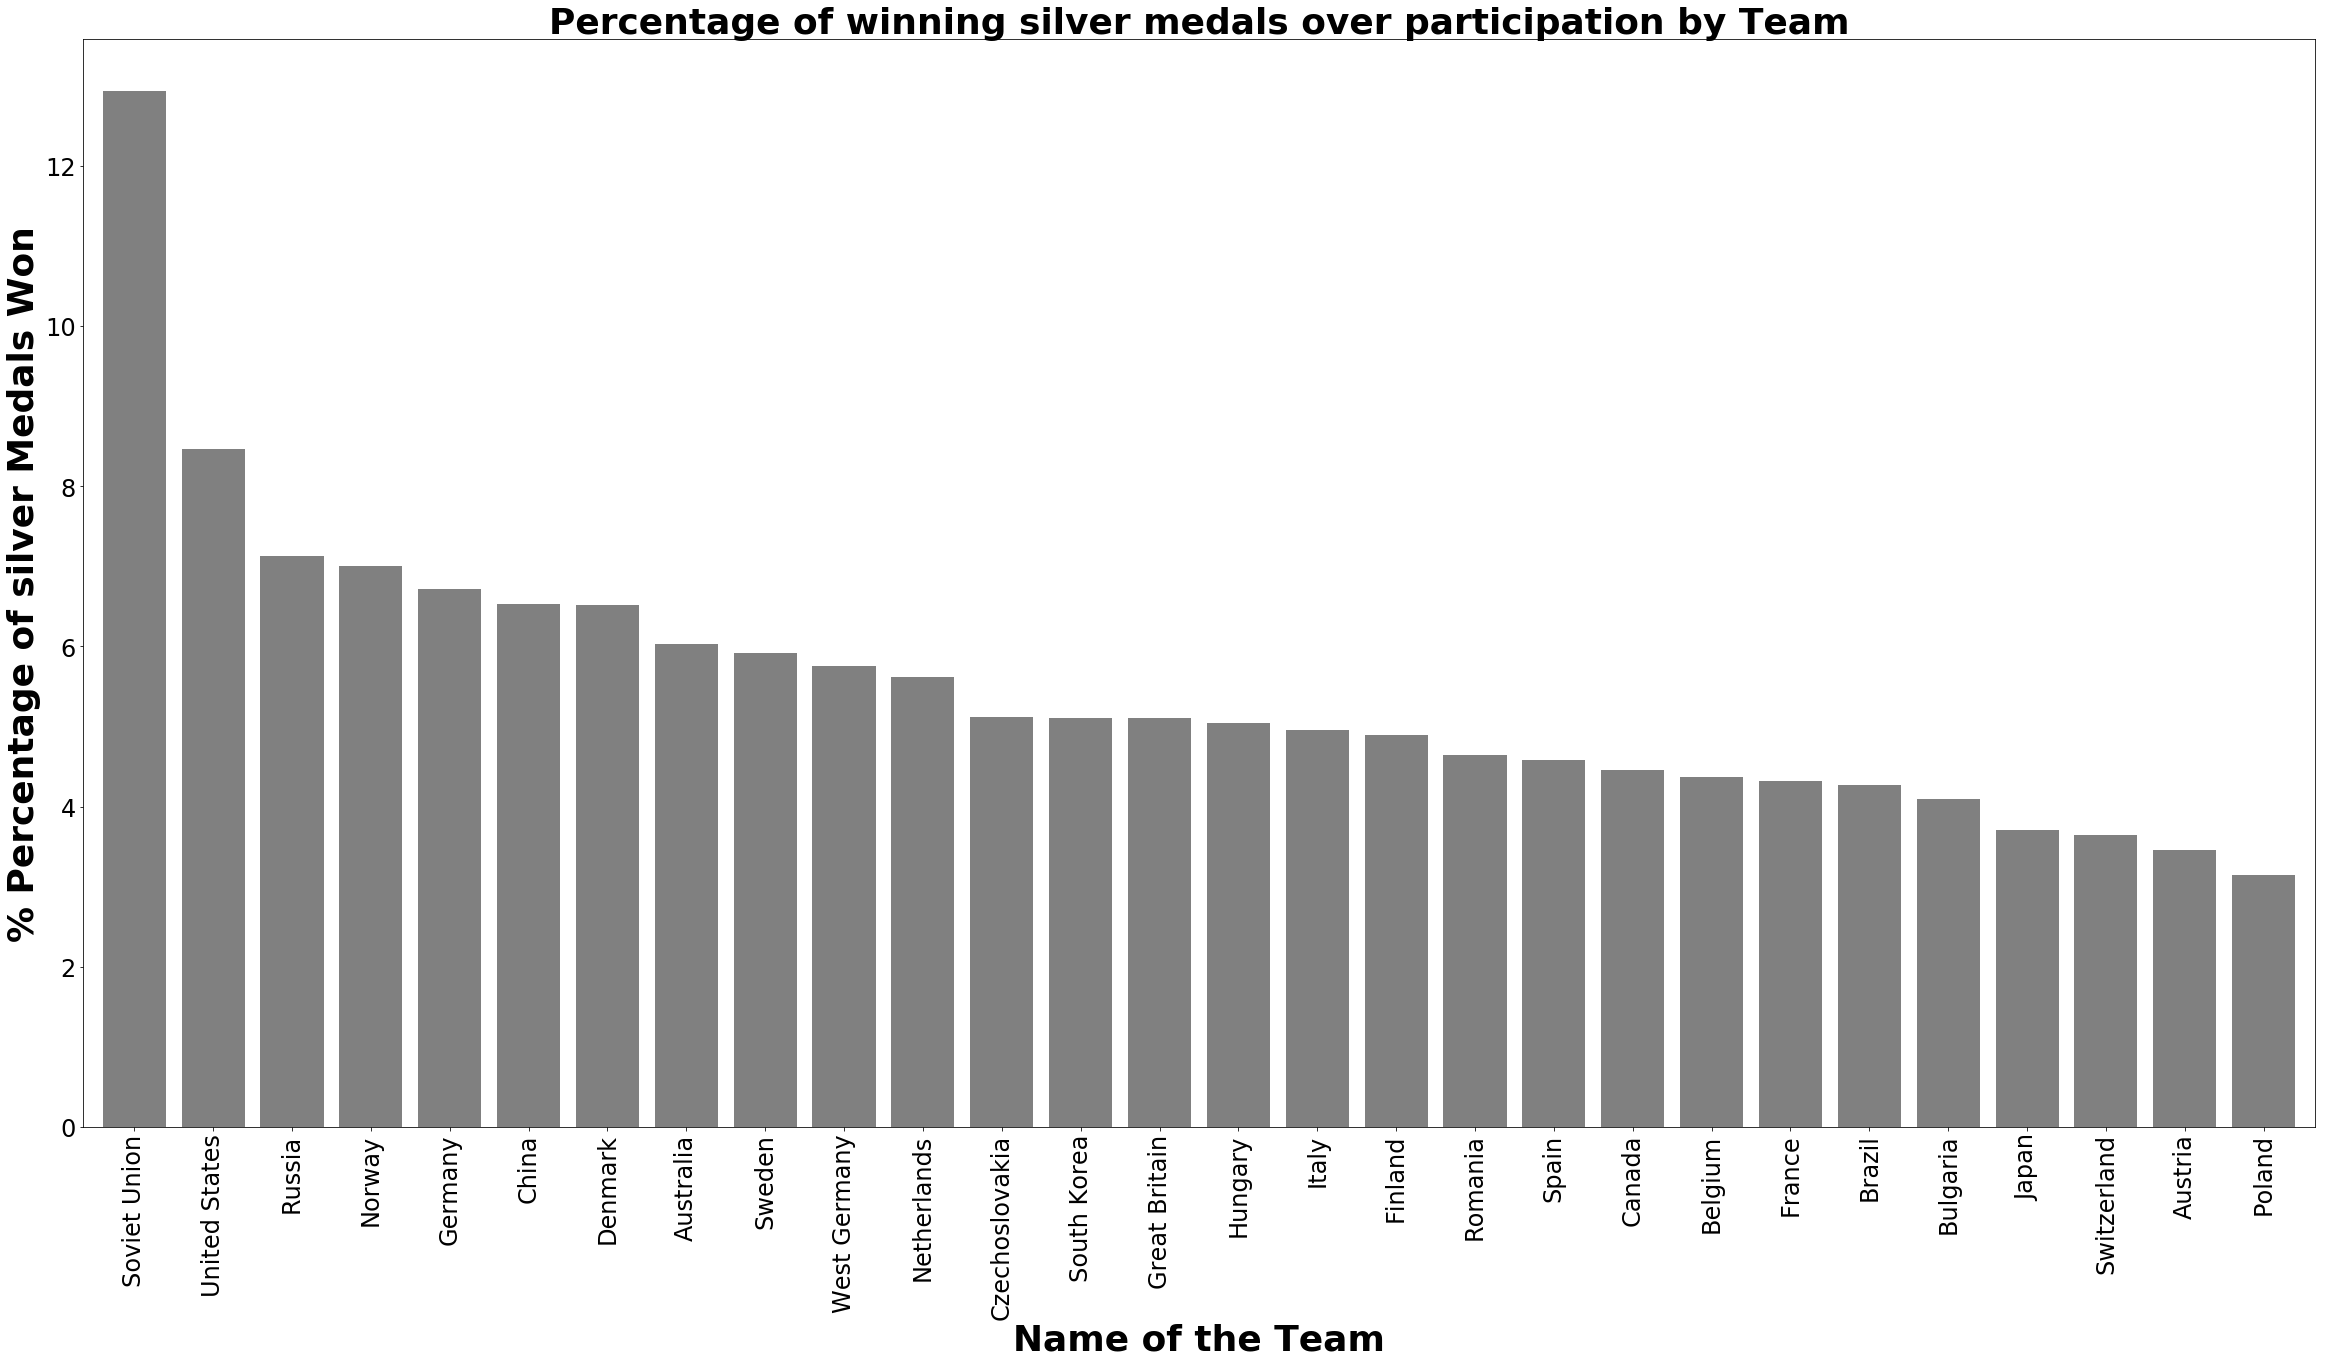 Percentage of winning silver medals over participation by Team
% Percentage of silver Medals Won
12
10
8
6
4
2
0
Soviet Union
United States
Russia
Norway
Germany
China
Denmark
Australia
Sweden
West Germany
Netherlands
Czechoslovakia
South Korea
Great Britain
Hungary
Italy
Finland
Romania
Spain
Canada
Belgium
France
Brazil
Bulgaria
Japan
Switzerland
Austria
Poland
Name of the Team